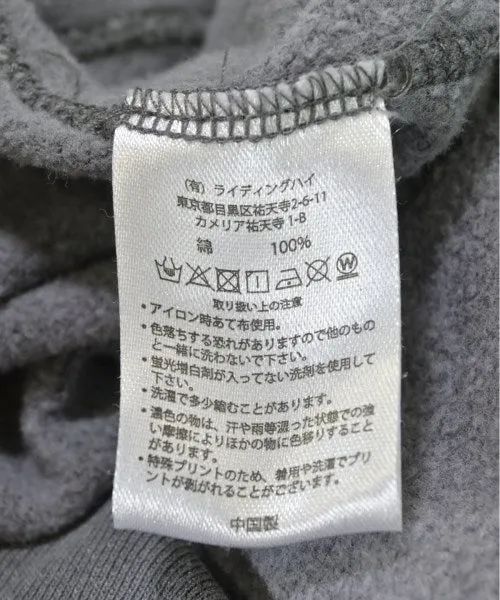 (有) ライディングハイ
東京都目黒区祐天寺2-6-11
カメリア祐天寺 1-B
綿 100%
取り扱い上の注意
・アイロン時あて布使用。
・色落ちする恐れがありますので他のもの
と一緒に洗わないで下さい。
・蛍光増白剤が入ってない洗剤を使用して
下さい。
・洗濯で多少縮むことがあります。
・濃色の物は、汗や雨等湿った状態での強
い摩擦によりほかの物に色移りすること
があります。
・特殊プリントのため、着用や洗濯でプリ
ントが剥がれることがございます。
中国製